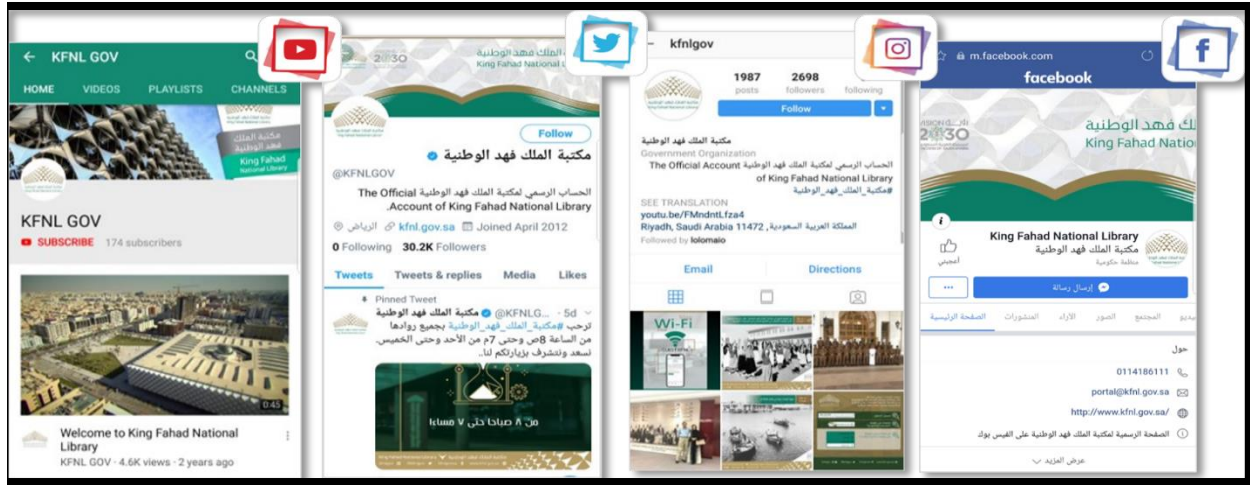 KFNL GOV
HOME VIDEOS PLAYLISTS CHANNELS
مكتبة الملك
فهد الوطنية
King Fahad
National Library
KFNL GOV
SUBSCRIBE 174 subscribers
0:45
Welcome to King Fahad National
Library
KFNL GOV · 4.6K views · 2 years ago
2030
مكتبة الملك فهد الوطنية
King Fahad National
Follow
مكتبة الملك فهد الوطنية
@KFNLGOV
الحساب الرسمي لمكتبة الملك فهد الوطنية The Official
Account of King Fahad National Library.
الرياض kfnl.gov.sa Joined April 2012
0 Following 30.2K Followers
Tweets Tweets & replies Media Likes
Pinned Tweet
مكتبة الملك فهد الوطنية @KFNLG... · 5d
ترحب #مكتبة_الملك_فهد_الوطنية بجميع روادها
من الساعة 8ص وحتى 7م من الأحد وحتى الخميس.
نسعد ونتشرف بزيارتكم لنا..
من ٨ صباحا حتى ٧ مساءا
kfnlgov
1987 2698
posts followers following
Follow
مكتبة الملك فهد الوطنية
Government Organization
الحساب الرسمي لمكتبة الملك فهد الوطنية The Official Account
of King Fahad National Library
#مكتبة_الملك_فهد_الوطنية
SEE TRANSLATION
youtu.be/FMndntLfza4
Riyadh, Saudi Arabia 11472, المملكة العربية السعودية
Followed by lolomaio
Email Directions
Wi-Fi
m.facebook.com
facebook
VISION رؤية
2030
ك فهد الوطنية
King Fahad Natio
King Fahad National Library
مكتبة الملك فهد الوطنية
منظمة حكومية
أعجبني
إرسال رسالة
الصفحة الرئيسية المنشورات الآراء الصور المجتمع يديو
حول
0114186111
portal@kfnl.gov.sa
http://www.kfnl.gov.sa/
الصفحة الرسمية لمكتبة الملك فهد الوطنية على الفيس بوك
عرض المزيد